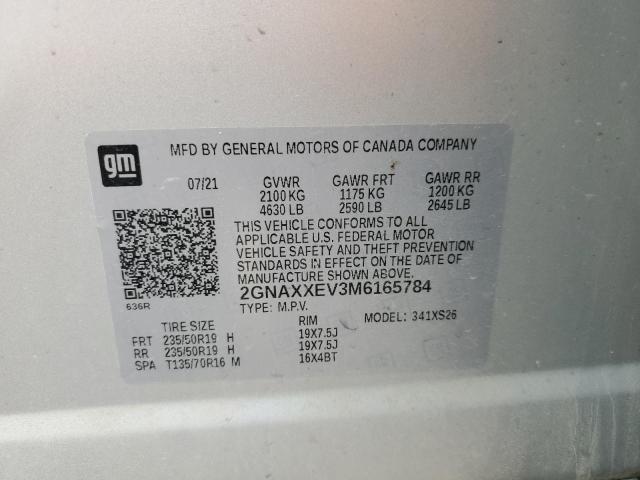 gm
MFD BY GENERAL MOTORS OF CANADA COMPANY
07/21 GVWR GAWR FRT GAWR RR
2100 KG 1175 KG 1200 KG
4630 LB 2590 LB 2645 LB
THIS VEHICLE CONFORMS TO ALL
APPLICABLE U.S. FEDERAL MOTOR
VEHICLE SAFETY AND THEFT PREVENTION
STANDARDS IN EFFECT ON THE DATE OF
MANUFACTURE SHOWN ABOVE.
2GNAXXEV3M6165784
636R
TYPE: M.P.V. MODEL: 341XS26
TIRE SIZE RIM
FRT 235/50R19 H 19X7.5J
RR 235/50R19 H 19X7.5J
SPA T135/70R16 M 16X4BT